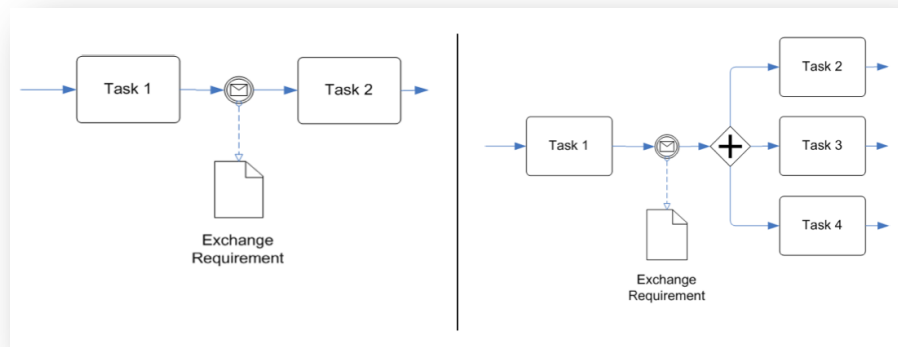 Task 1
Task 2
Exchange
Requirement
Task 1
Task 2
Task 3
Task 4
Exchange
Requirement